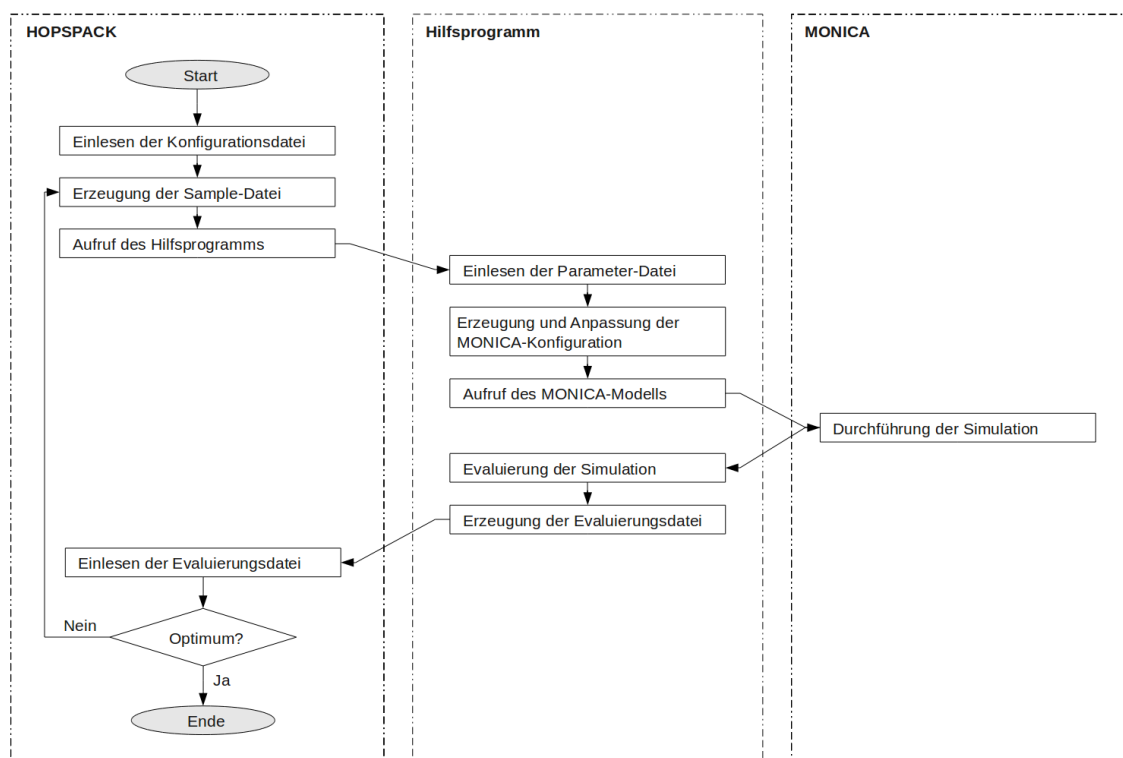 HOPSPACK
Hilfsprogramm
MONICA
Start
Einlesen der Konfigurationsdatei
Erzeugung der Sample-Datei
Aufruf des Hilfsprogramms
Einlesen der Parameter-Datei
Erzeugung und Anpassung der
MONICA-Konfiguration
Aufruf des MONICA-Modells
Durchführung der Simulation
Evaluierung der Simulation
Erzeugung der Evaluierungsdatei
Einlesen der Evaluierungsdatei
Nein
Optimum?
Ja
Ende